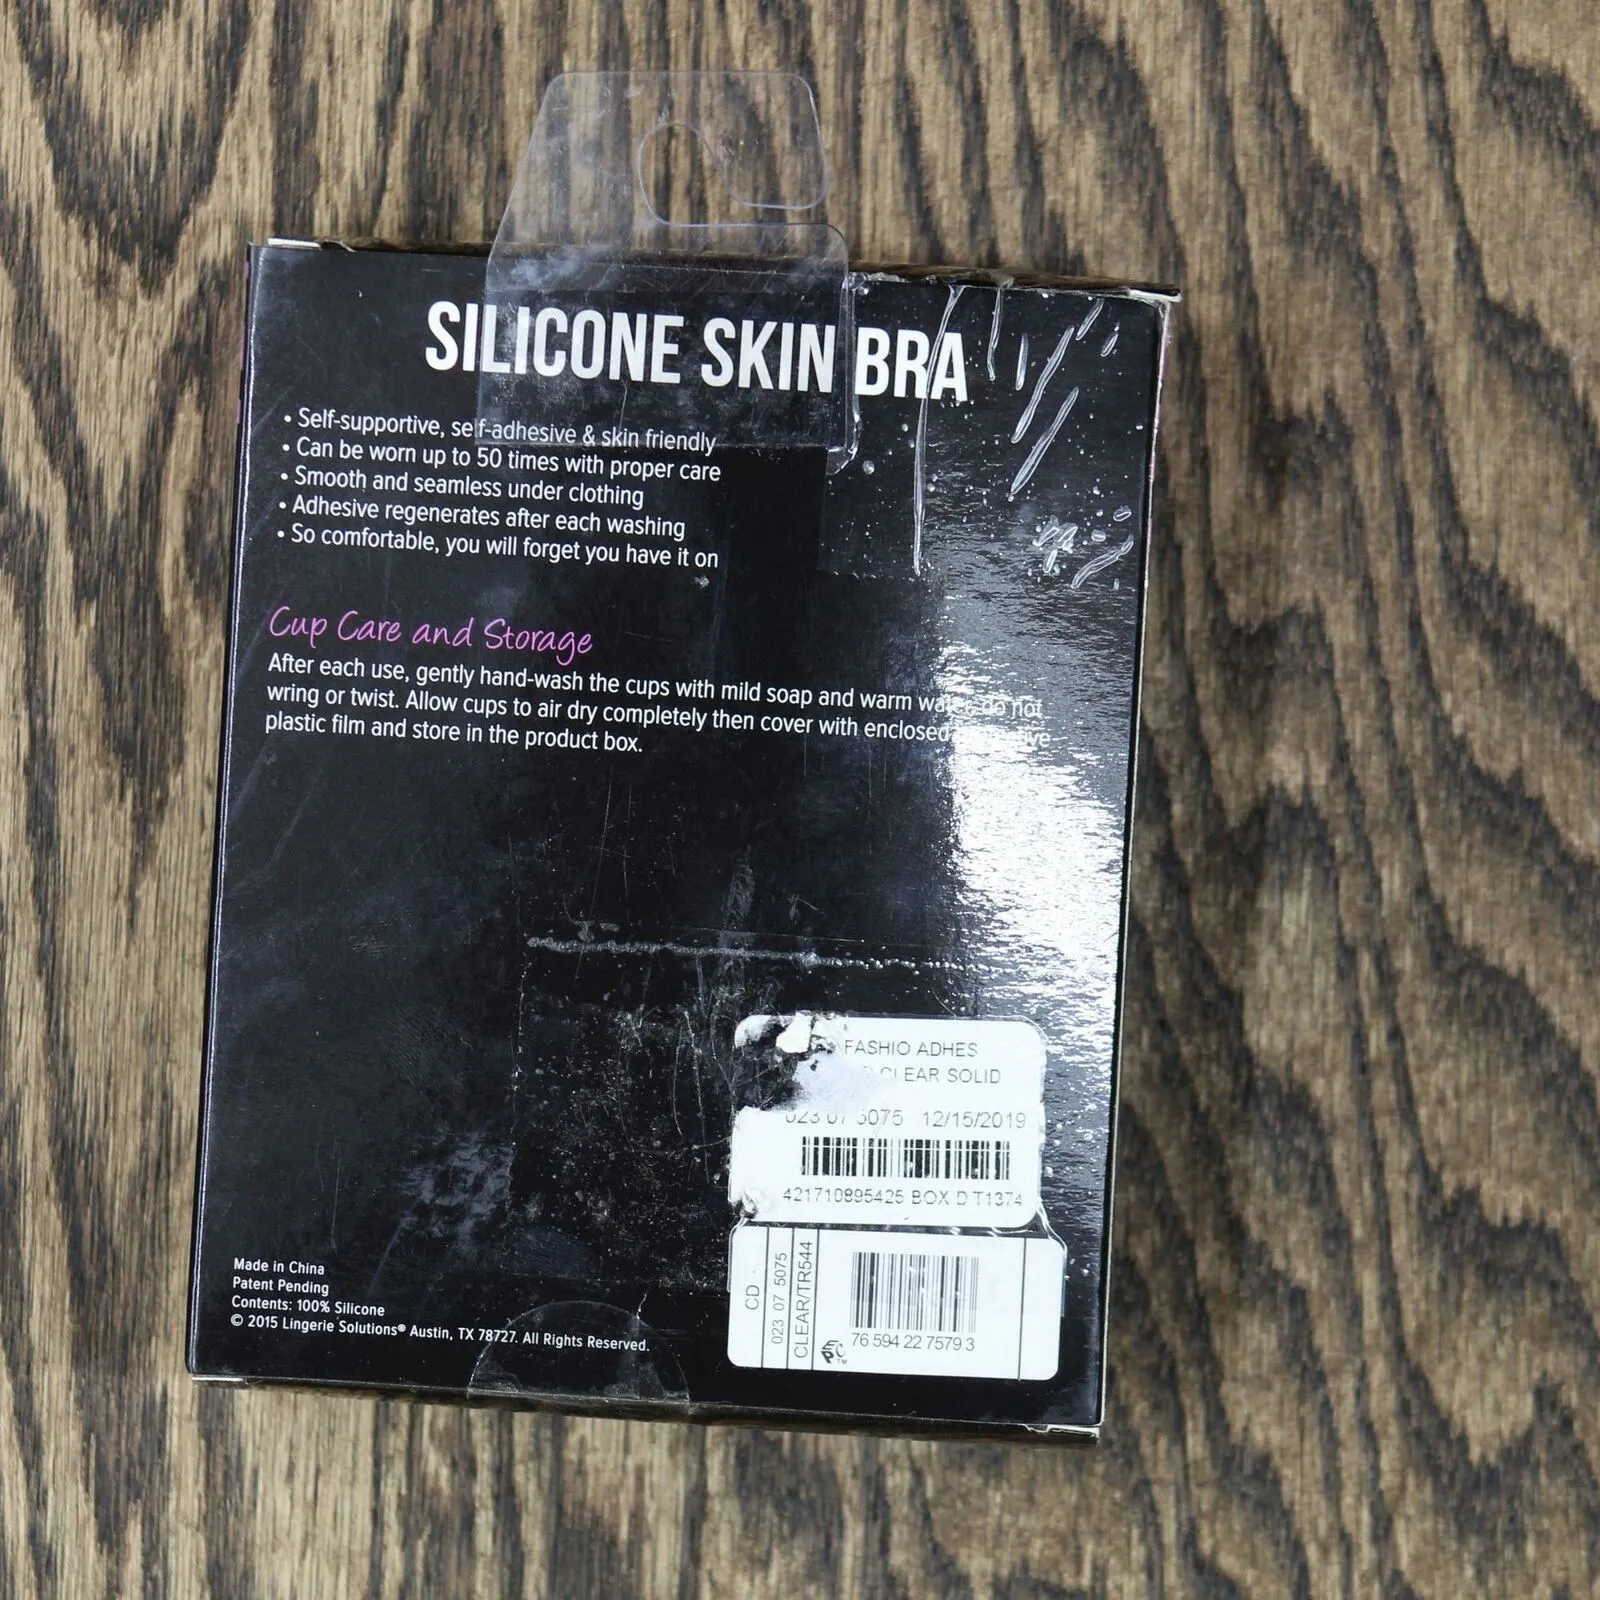 SILICONE SKIN BRA
• Self-supportive, self-adhesive & skin friendly
• Can be worn up to 50 times with proper care
• Smooth and seamless under clothing
• Adhesive regenerates after each washing
• So comfortable, you will forget you have it on
Cup Care and Storage
After each use, gently hand-wash the cups with mild soap and warm water, do not
wring or twist. Allow cups to air dry completely then cover with enclosed
plastic film and store in the product box.
FASHIO ADHES
CLEAR SOLID
023 07 5075 12/15/2019
421710895425 BOX D T1374
CD
023 07 5075
CLEAR/TR544
76 594 22 7579 3
Made in China
Patent Pending
Contents: 100% Silicone
© 2015 Lingerie Solutions® Austin, TX 78727. All Rights Reserved.